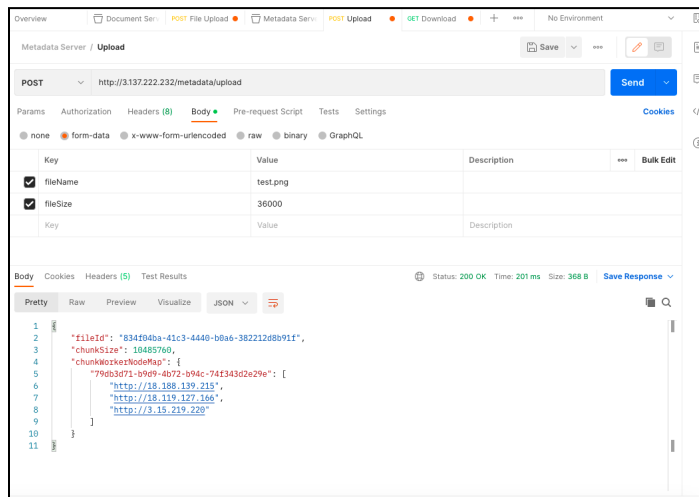 Overview Document Serv POST File Upload Metadata Serve POST Upload GET Download + ooo No Environment
Metadata Server / Upload Save ooo
POST http://3.137.222.232/metadata/upload Send
Params Authorization Headers (8) Body Pre-request Script Tests Settings Cookies
none form-data x-www-form-urlencoded raw binary GraphQL
Key Value Description ooo Bulk Edit
fileName test.png
fileSize 36000
Key Value Description
Body Cookies Headers (5) Test Results Status: 200 OK Time: 201 ms Size: 368 B Save Response
Pretty Raw Preview Visualize JSON
1 {
2 "fileId": "834f04ba-41c3-4440-b0a6-382212d8b91f",
3 "chunkSize": 10485760,
4 "chunkWorkerNodeMap": {
5 "79db3d71-b9d9-4b72-b94c-74f343d2e29e": [
6 "http://18.188.139.215",
7 "http://18.119.127.166",
8 "http://3.15.219.220"
9 ]
10 }
11 }